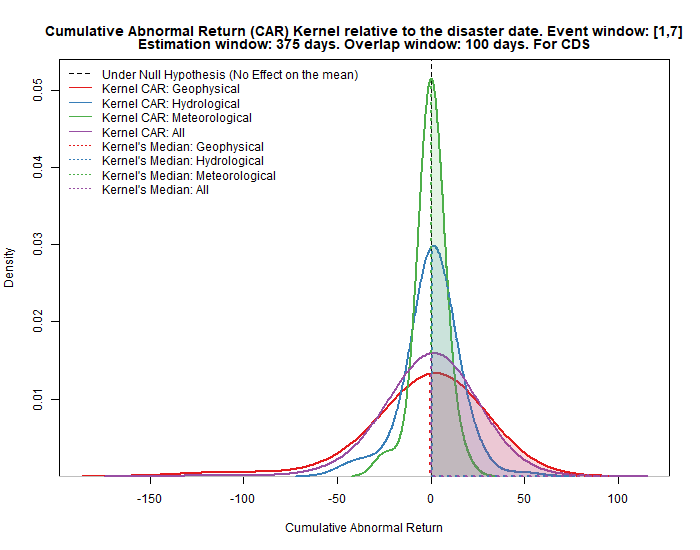 Cumulative Abnormal Return (CAR) Kernel relative to the disaster date. Event window: [1,7]
Estimation window: 375 days. Overlap window: 100 days. For CDS
Under Null Hypothesis (No Effect on the mean)
Kernel CAR: Geophysical
Kernel CAR: Hydrological
Kernel CAR: Meteorological
Kernel CAR: All
Kernel's Median: Geophysical
Kernel's Median: Hydrological
Kernel's Median: Meteorological
Kernel's Median: All
Density
0.05
0.04
0.03
0.02
0.01
-150
-100
-50
0
50
100
Cumulative Abnormal Return